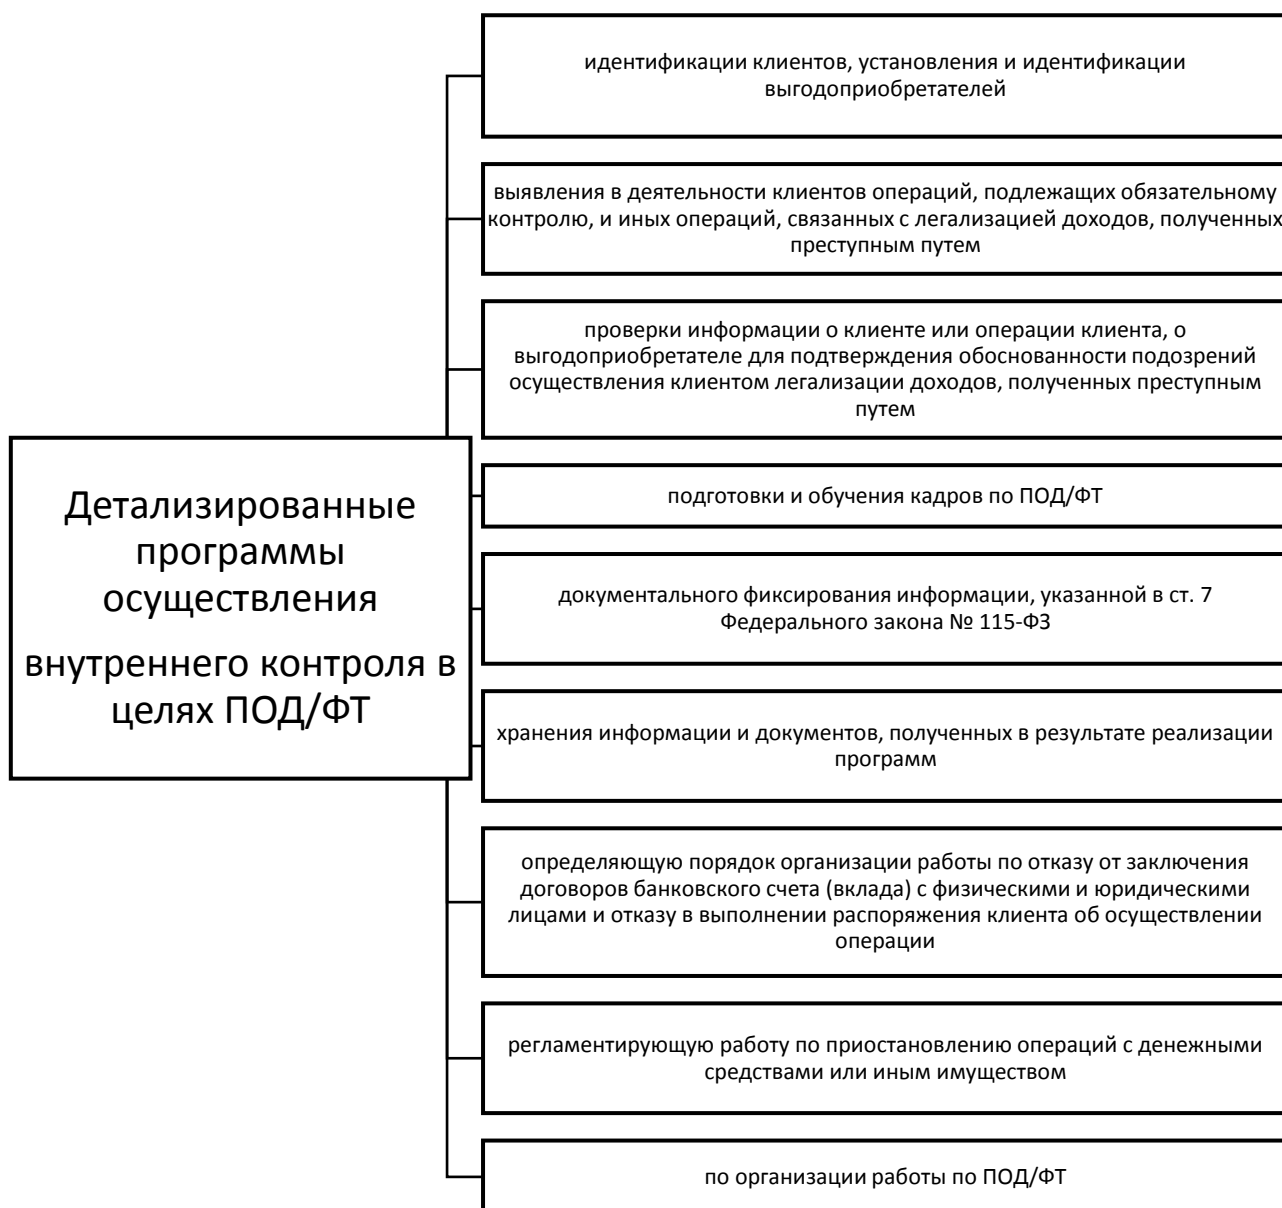 идентификации клиентов, установления и идентификации
выгодоприобретателей
выявления в деятельности клиентов операций, подлежащих обязательному
контролю, и иных операций, связанных с легализацией доходов, полученных
преступным путем
проверки информации о клиенте или операции клиента, о
выгодоприобретателе для подтверждения обоснованности подозрений
осуществления клиентом легализации доходов, полученных преступным
путем
Детализированные
программы
осуществления
внутреннего контроля в
целях ПОД/ФТ
подготовки и обучения кадров по ПОД/ФТ
документального фиксирования информации, указанной в ст. 7
Федерального закона № 115-ФЗ
хранения информации и документов, полученных в результате реализации
программ
определяющую порядок организации работы по отказу от заключения
договоров банковского счета (вклада) с физическими и юридическими
лицами и отказу в выполнении распоряжения клиента об осуществлении
операции
регламентирующую работу по приостановлению операций с денежными
средствами или иным имуществом
по организации работы по ПОД/ФТ